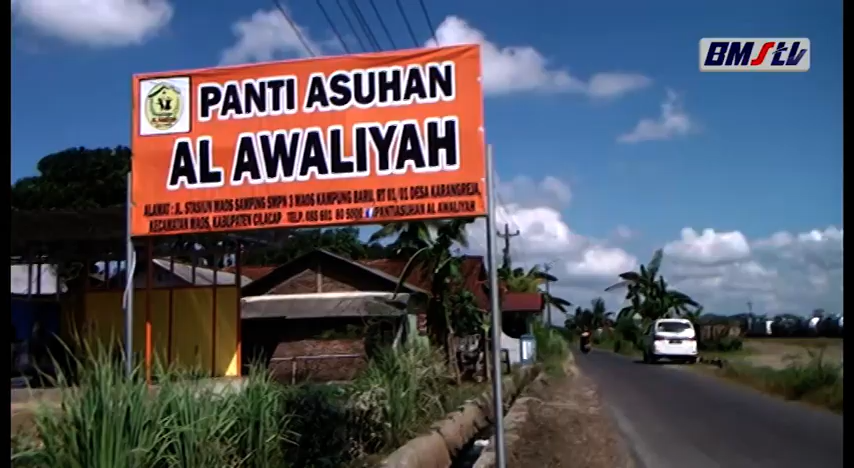 BMStv
PANTI ASUHAN
AL AWALIYAH
ALAMAT : JL. STASIUN MAOS SAMPING SMPN 3 MAOS KAMPUNG BARU, RT 01/01 DESA KARANGREJA,
KECAMATAN MAOS, KABUPATEN CILACAP TELP. PANTIASUHAN AL AWALIYAH